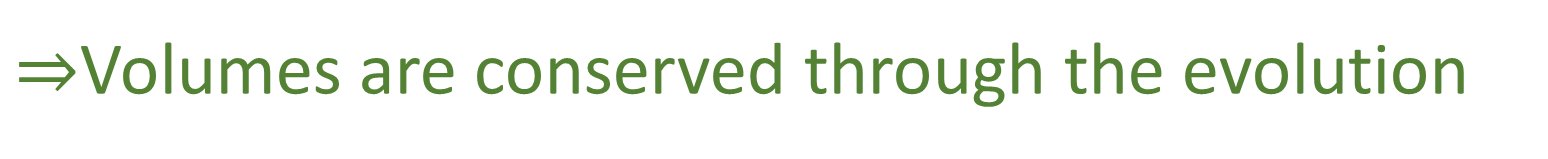 ⇒Volumes are conserved through the evolution